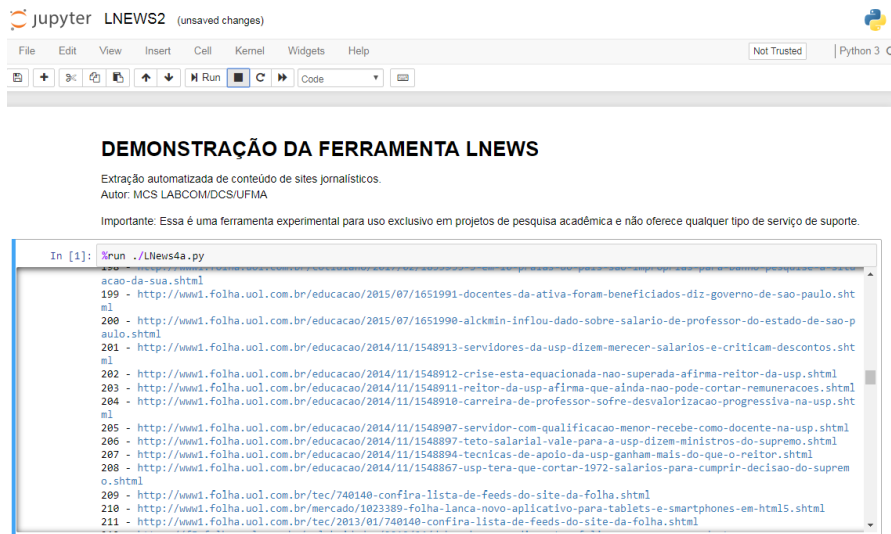 jupyter LNEWS2 (unsaved changes)
File Edit View Insert Cell Kernel Widgets Help Not Trusted Python 3
Run Code
DEMONSTRAÇÃO DA FERRAMENTA LNEWS
Extração automatizada de conteúdo de sites jornalísticos.
Autor: MCS LABCOM/DCS/UFMA
Importante: Essa é uma ferramenta experimental para uso exclusivo em projetos de pesquisa acadêmica e não oferece qualquer tipo de serviço de suporte.
In [1]: %run ./LNews4a.py
acao-da-sua.shtml
199 - http://www1.folha.uol.com.br/educacao/2015/07/1651991-docentes-da-ativa-foram-beneficiados-diz-governo-de-sao-paulo.sht
ml
200 - http://www1.folha.uol.com.br/educacao/2015/07/1651990-alckmin-inflou-dado-sobre-salario-de-professor-do-estado-de-sao-p
aulo.shtml
201 - http://www1.folha.uol.com.br/educacao/2014/11/1548913-servidores-da-usp-dizem-merecer-salarios-e-criticam-descontos.sht
ml
202 - http://www1.folha.uol.com.br/educacao/2014/11/1548912-crise-esta-equacionada-nao-superada-afirma-reitor-da-usp.shtml
203 - http://www1.folha.uol.com.br/educacao/2014/11/1548911-reitor-da-usp-afirma-que-ainda-nao-pode-cortar-remuneracoes.shtml
204 - http://www1.folha.uol.com.br/educacao/2014/11/1548910-carreira-de-professor-sofre-desvalorizacao-progressiva-na-usp.sht
ml
205 - http://www1.folha.uol.com.br/educacao/2014/11/1548907-servidor-com-qualificacao-menor-recebe-como-docente-na-usp.shtml
206 - http://www1.folha.uol.com.br/educacao/2014/11/1548897-teto-salarial-vale-para-a-usp-dizem-ministros-do-supremo.shtml
207 - http://www1.folha.uol.com.br/educacao/2014/11/1548894-tecnicas-de-apoio-da-usp-ganham-mais-do-que-o-reitor.shtml
208 - http://www1.folha.uol.com.br/educacao/2014/11/1548867-usp-tera-que-cortar-1972-salarios-para-cumprir-decisao-do-suprem
o.shtml
209 - http://www1.folha.uol.com.br/tec/740140-confira-lista-de-feeds-do-site-da-folha.shtml
210 - http://www1.folha.uol.com.br/mercado/1023389-folha-lanca-novo-aplicativo-para-tablets-e-smartphones-em-html5.shtml
211 - http://www1.folha.uol.com.br/tec/2013/01/740140-confira-lista-de-feeds-do-site-da-folha.shtml